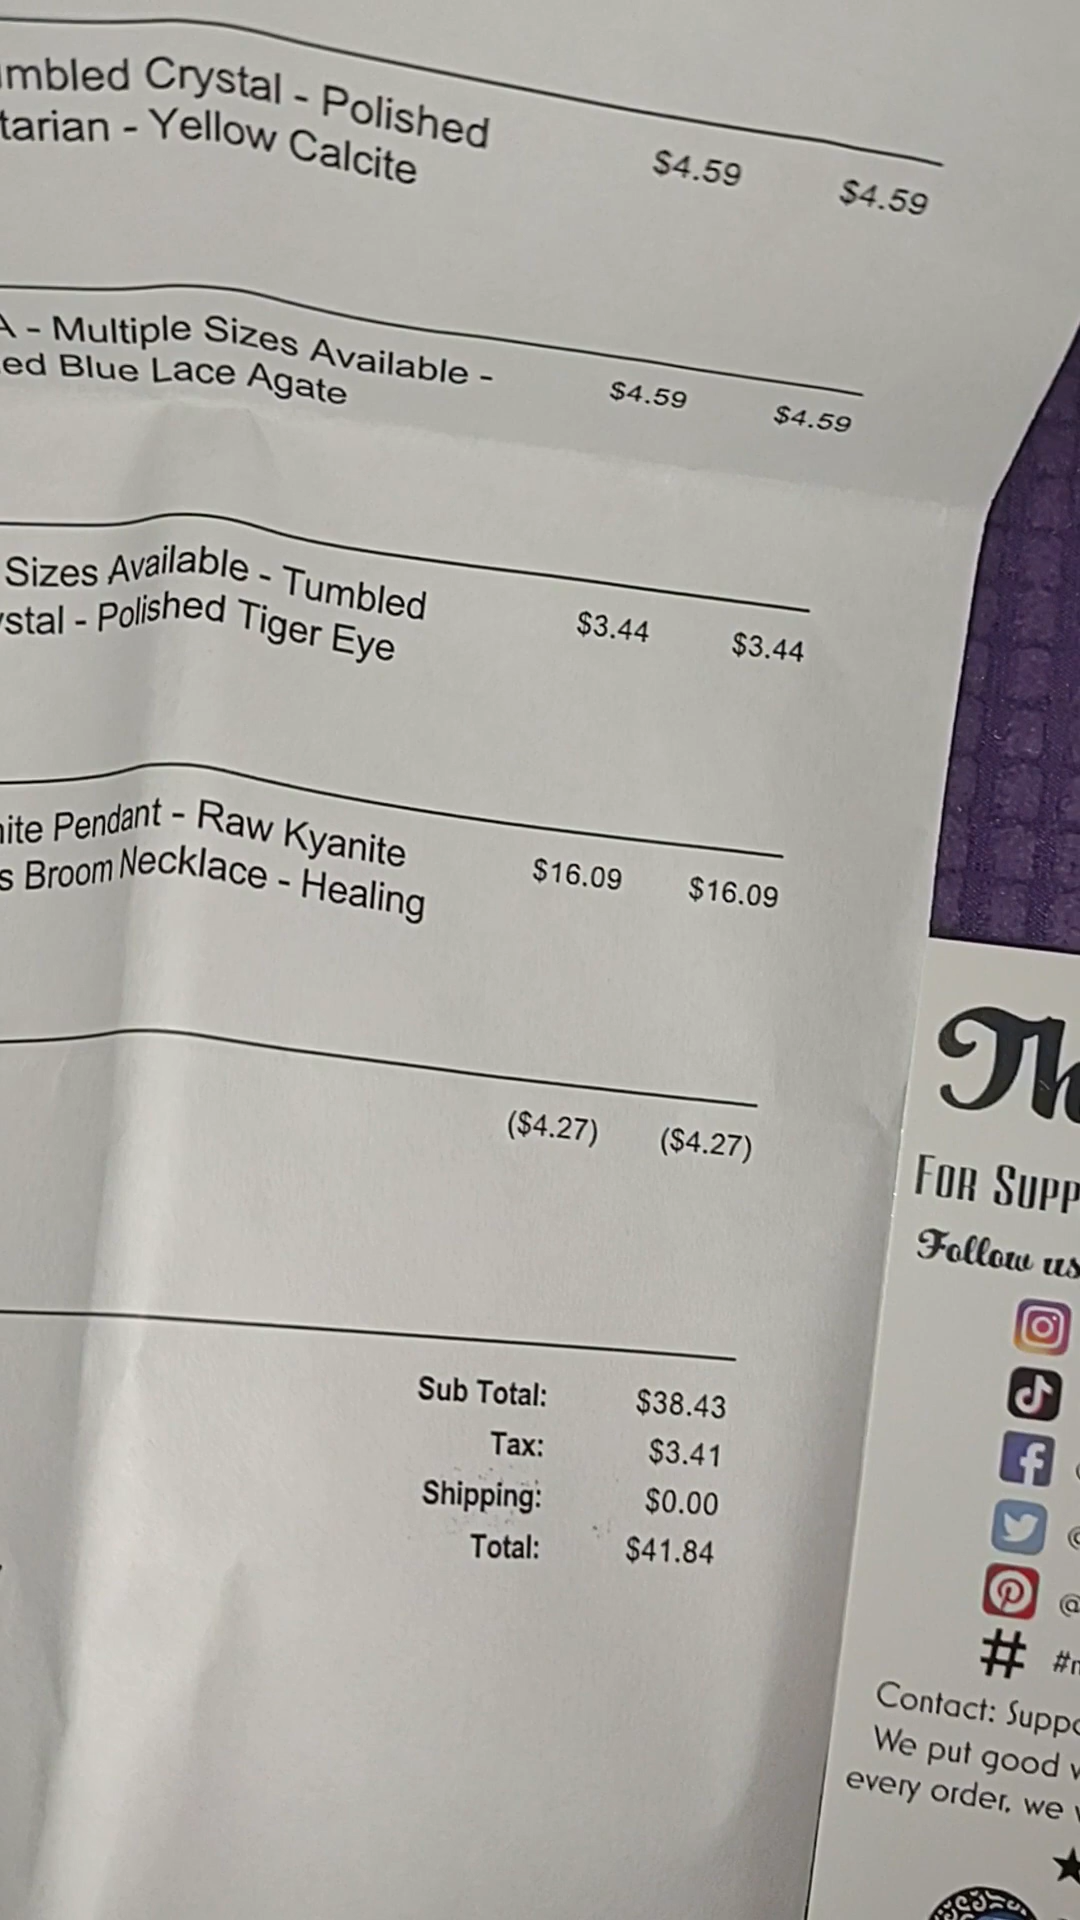 mbled Crystal - Polished
tarian - Yellow Calcite
$4.59 $4.59
A - Multiple Sizes Available -
ed Blue Lace Agate
$4.59 $4.59
Sizes Available - Tumbled
stal - Polished Tiger Eye
$3.44 $3.44
ite Pendant - Raw Kyanite
s Broom Necklace - Healing
$16.09 $16.09
($4.27) ($4.27)
Sub Total: $38.43
Tax: $3.41
Shipping: $0.00
Total: $41.84
Th
FOR SUPP
Follow us
@
@
@
# #n
Contact: Suppo
We put good w
every order, we w